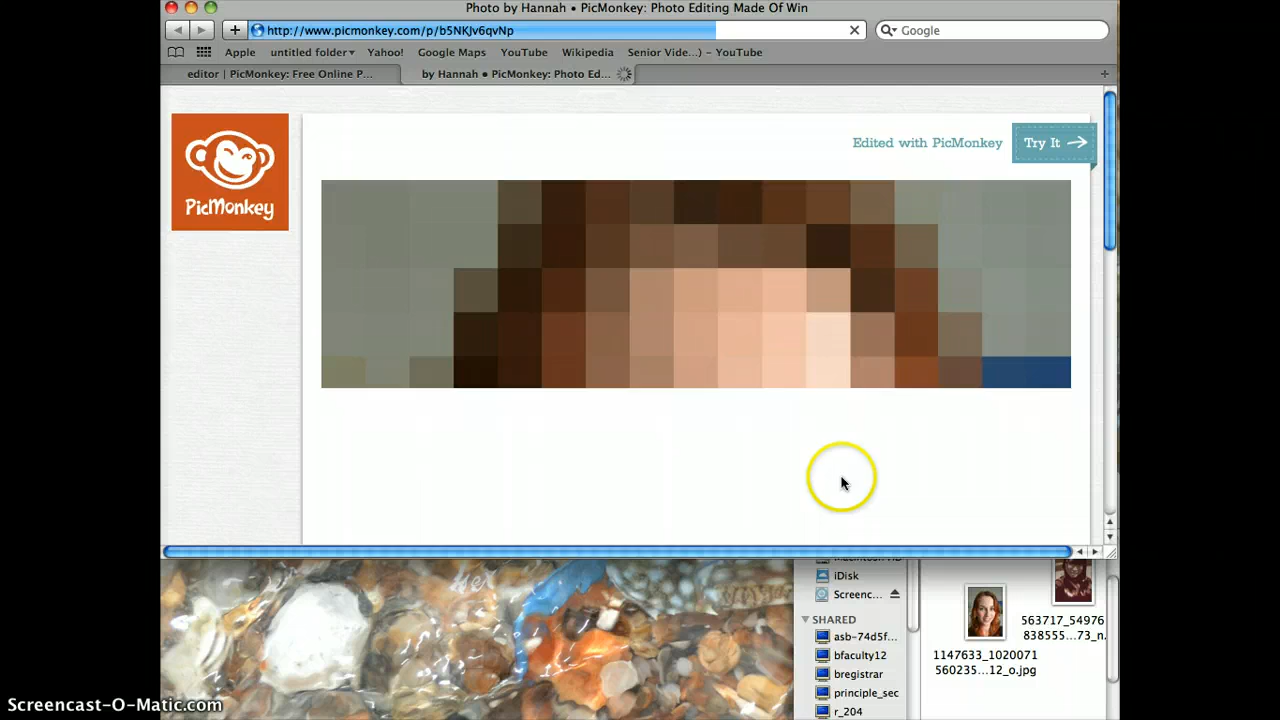 Photo by Hannah • PicMonkey: Photo Editing Made Of Win
http://www.picmonkey.com/p/b5NKJv6qvNp
Google
Apple
untitled folder
Yahoo!
Google Maps
YouTube
Wikipedia
Senior Vide...) – YouTube
editor | PicMonkey: Free Online P...
by Hannah • PicMonkey: Photo Ed...
PicMonkey
Edited with PicMonkey
Try It
iDisk
Screenc...
SHARED
asb-74d5f...
bfaculty12
bregistrar
principle_sec
r_204
563717_54976
838555...73_n.
1147633_1020071
560235...12_o.jpg
Screencast-O-Matic.com